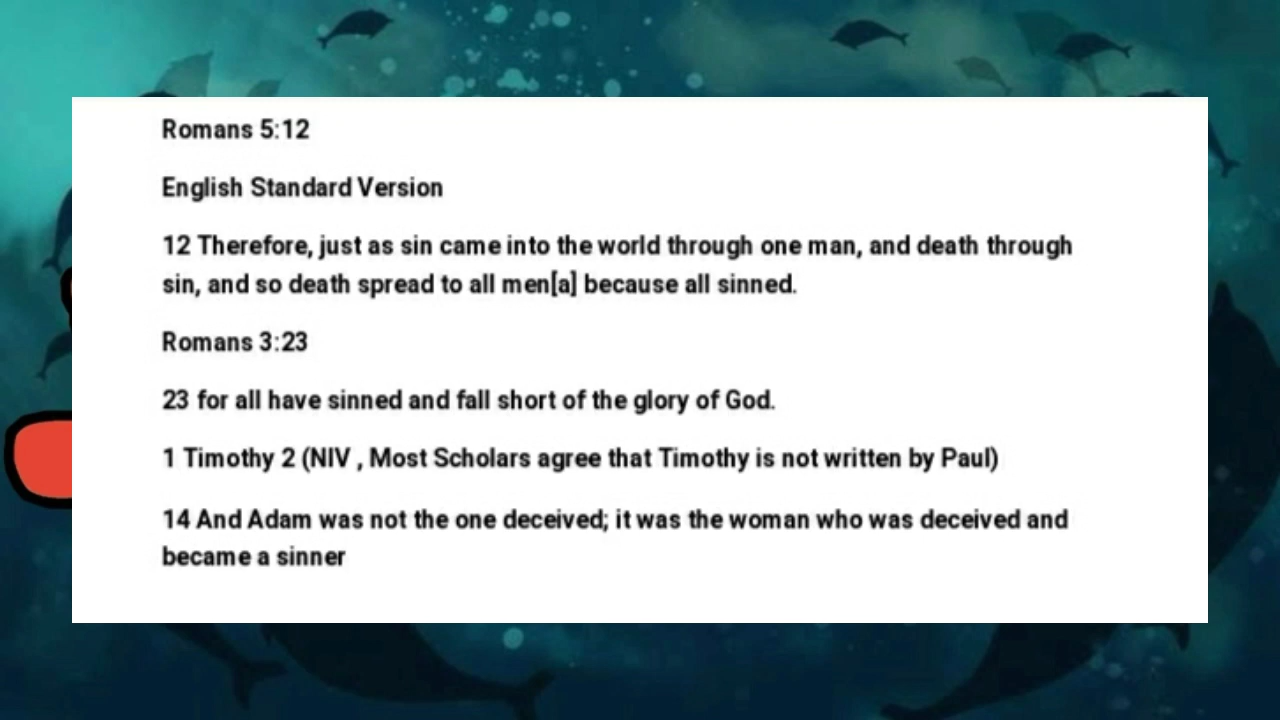 Romans 5:12
English Standard Version
12 Therefore, just as sin came into the world through one man, and death through
sin, and so death spread to all men[a] because all sinned.
Romans 3:23
23 for all have sinned and fall short of the glory of God.
1 Timothy 2 (NIV , Most Scholars agree that Timothy is not written by Paul)
14 And Adam was not the one deceived; it was the woman who was deceived and
became a sinner